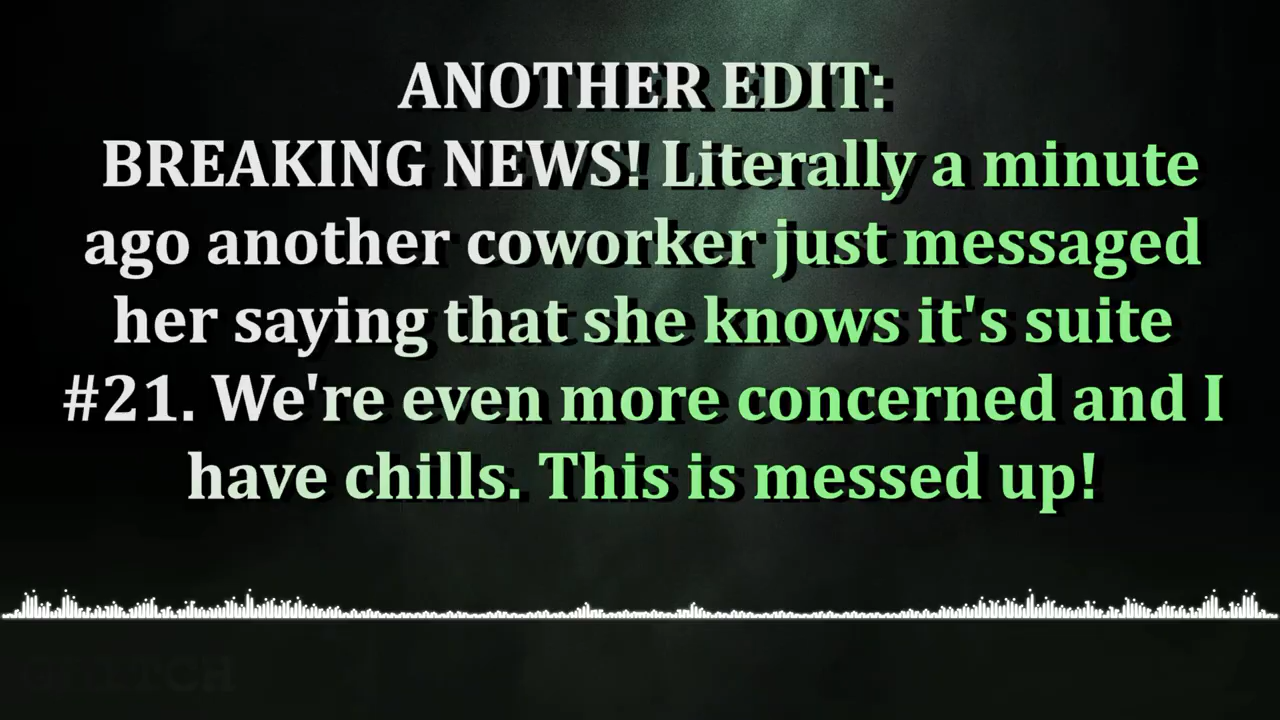 ANOTHER EDIT:
BREAKING NEWS! Literally a minute
ago another coworker just messaged
her saying that she knows it's suite
#21. We're even more concerned and I
have chills. This is messed up!